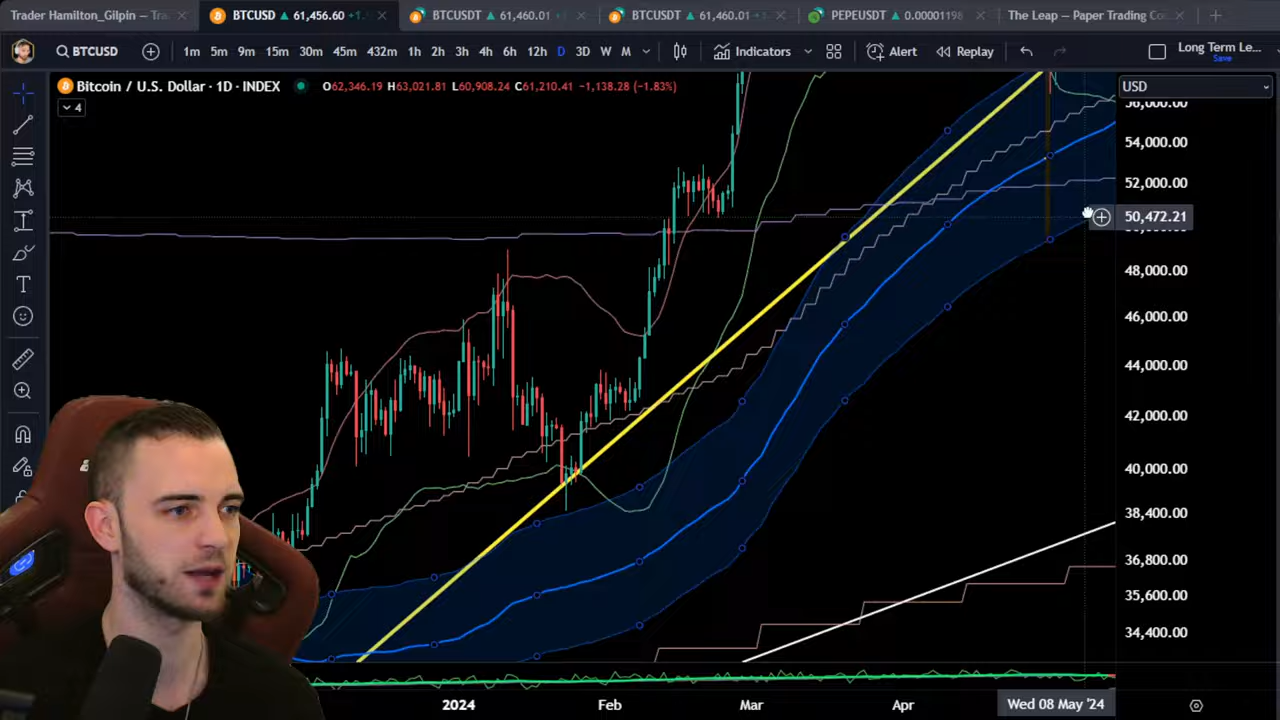 Trader Hamilton_Gilpin — Tra
BTCUSD 61,456.60 +1.
BTCUSDT 61,460.01
BTCUSDT 61,460.01
PEPEUSDT 0.00001198
The Leap — Paper Trading Co
BTCUSD
1m 5m 9m 15m 30m 45m 432m 1h 2h 3h 4h 6h 12h D 3D W M
Indicators
Alert
Replay
Long Term Le...
Save
Bitcoin / U.S. Dollar · 1D · INDEX
O62,346.19 H63,021.81 L60,908.24 C61,210.41 −1,138.28 (−1.83%)
USD
4
56,000.00
54,000.00
52,000.00
50,472.21
48,000.00
46,000.00
44,000.00
42,000.00
40,000.00
38,400.00
36,800.00
35,600.00
34,400.00
2024 Feb Mar Apr Wed 08 May '24